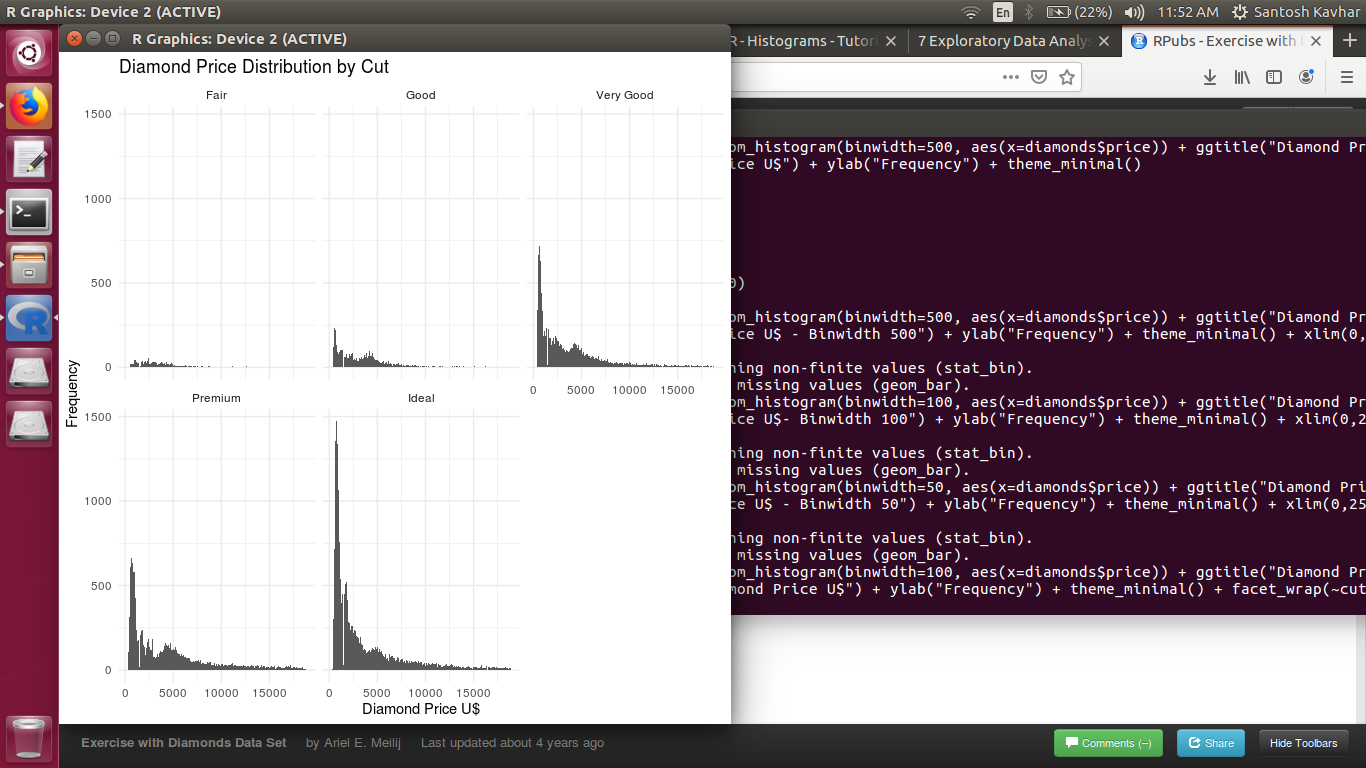 R Graphics: Device 2 (ACTIVE)
En
(22%)
11:52 AM
Santosh Kavhar
R Graphics: Device 2 (ACTIVE)
R - Histograms - Tutori
7 Exploratory Data Analys
RPubs - Exercise with
Diamond Price Distribution by Cut
Fair
Good
Very Good
1500
1000
500
0
0
5000
10000
15000
Frequency
Premium
Ideal
1500
1000
500
0
0
5000
10000
15000
0
5000
10000
15000
Diamond Price U$
om_histogram(binwidth=500, aes(x=diamonds$price)) + ggtitle("Diamond Pr
ice U$") + ylab("Frequency") + theme_minimal()
0)
om_histogram(binwidth=500, aes(x=diamonds$price)) + ggtitle("Diamond Pr
ice U$ - Binwidth 500") + ylab("Frequency") + theme_minimal() + xlim(0,
ning non-finite values (stat_bin).
missing values (geom_bar).
om_histogram(binwidth=100, aes(x=diamonds$price)) + ggtitle("Diamond Pr
ice U$- Binwidth 100") + ylab("Frequency") + theme_minimal() + xlim(0,2
ning non-finite values (stat_bin).
missing values (geom_bar).
om_histogram(binwidth=50, aes(x=diamonds$price)) + ggtitle("Diamond Pri
ce U$ - Binwidth 50") + ylab("Frequency") + theme_minimal() + xlim(0,25
ning non-finite values (stat_bin).
missing values (geom_bar).
om_histogram(binwidth=100, aes(x=diamonds$price)) + ggtitle("Diamond Pr
mond Price U$") + ylab("Frequency") + theme_minimal() + facet_wrap(~cut
Exercise with Diamonds Data Set
by Ariel E. Meilij
Last updated about 4 years ago
Comments (–)
Share
Hide Toolbars